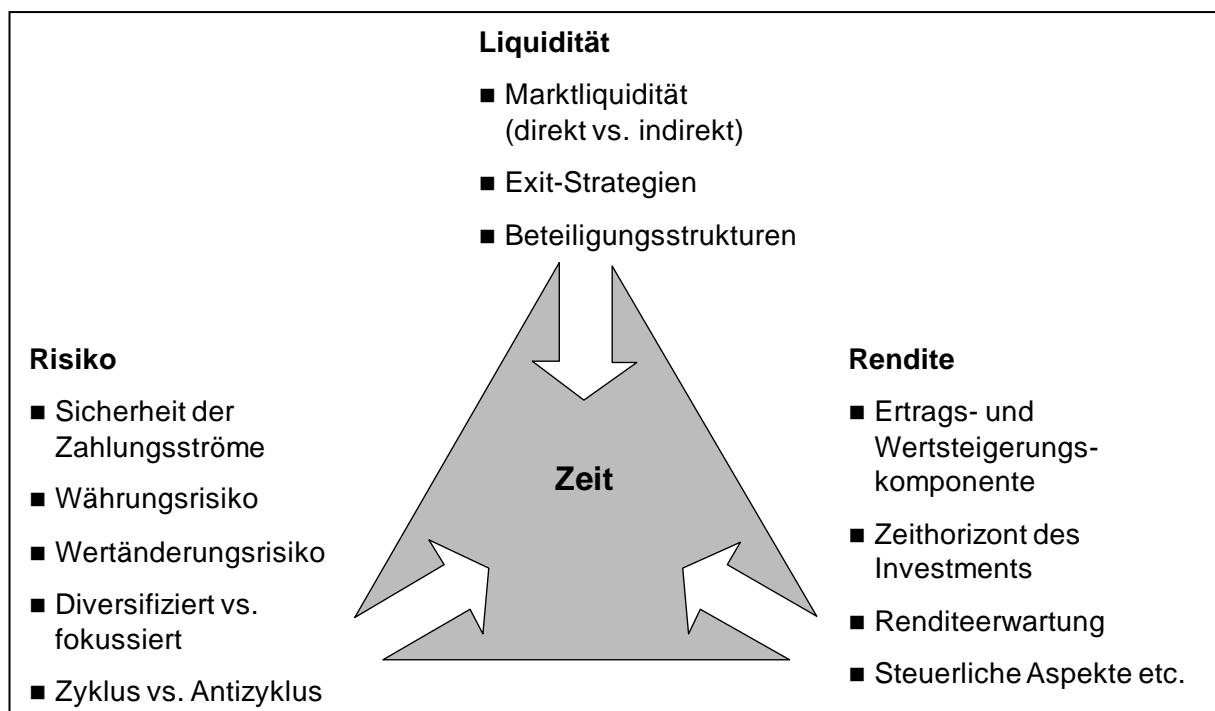 Liquidität
■ Marktliquidität
(direkt vs. indirekt)
■ Exit-Strategien
■ Beteiligungsstrukturen
Risiko
■ Sicherheit der
Zahlungsströme
■ Währungsrisiko
■ Wertänderungsrisiko
■ Diversifiziert vs.
fokussiert
■ Zyklus vs. Antizyklus
Zeit
Rendite
■ Ertrags- und
Wertsteigerungs-
komponente
■ Zeithorizont des
Investments
■ Renditeerwartung
■ Steuerliche Aspekte etc.